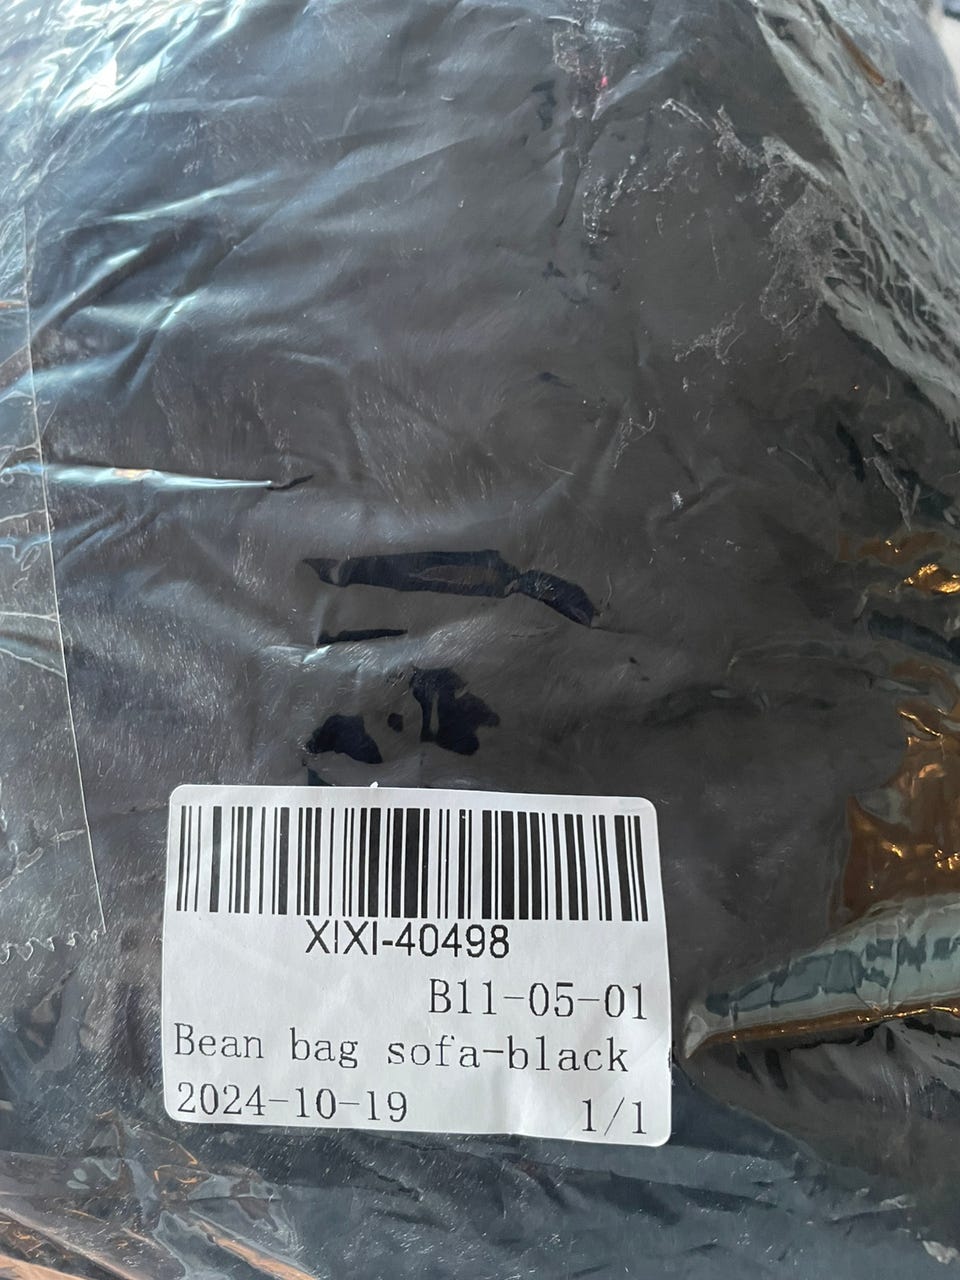 XIXI-40498
B11-05-01
Bean bag sofa-black
2024-10-19 1/1